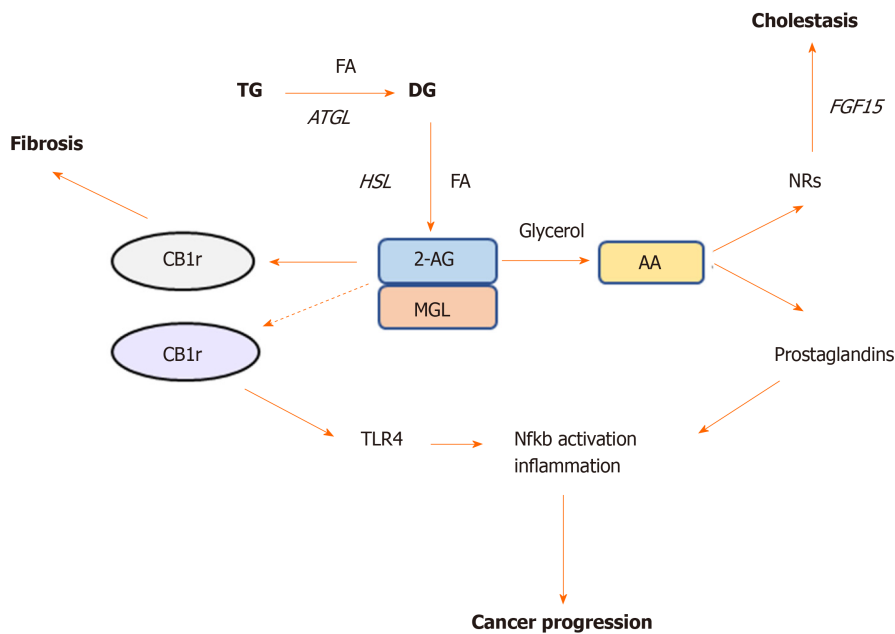 Cholestasis
FA
TG
DG
ATGL
FGF15
Fibrosis
HSL
FA
NRs
Glycerol
CB1r
2-AG
AA
MGL
CB1r
Prostaglandins
TLR4
Nfkb activation
inflammation
Cancer progression